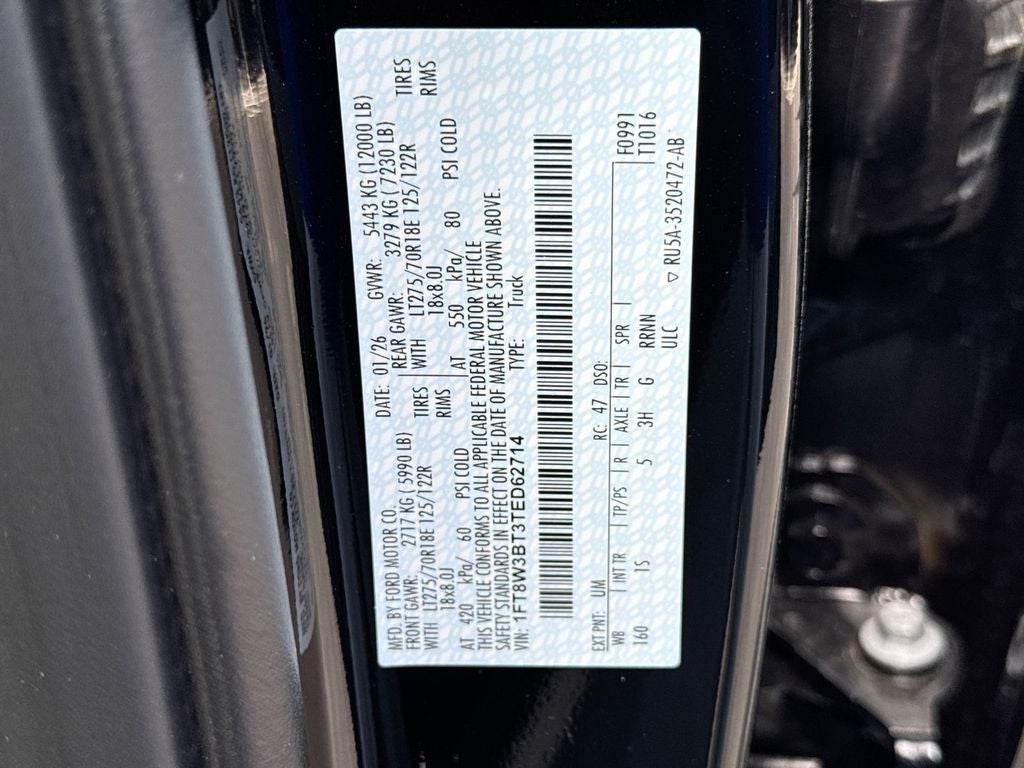 MFD. BY FORD MOTOR CO.
DATE: 01/26 GVWR: 5443 KG (12000 LB)
FRONT GAWR: 2717 KG (5990 LB)
REAR GAWR: 3279 KG (7230 LB)
WITH LT275/70R18E 125/122R TIRES
WITH LT275/70R18E 125/122R TIRES
18x8.0J RIMS
18x8.0J RIMS
AT 420 kPa/ 60 PSI COLD
AT 550 kPa/ 80 PSI COLD
THIS VEHICLE CONFORMS TO ALL APPLICABLE FEDERAL MOTOR VEHICLE
SAFETY STANDARDS IN EFFECT ON THE DATE OF MANUFACTURE SHOWN ABOVE.
VIN: 1FT8W3BT3TED62714 TYPE: Truck
EXT PNT: UM RC: 47 DSO: F0991
WB INT TR TP/PS R AXLE TR SPR T1016
160 1S 5 3H G RRNN
ULC ▽ RU5A-3520472-AB